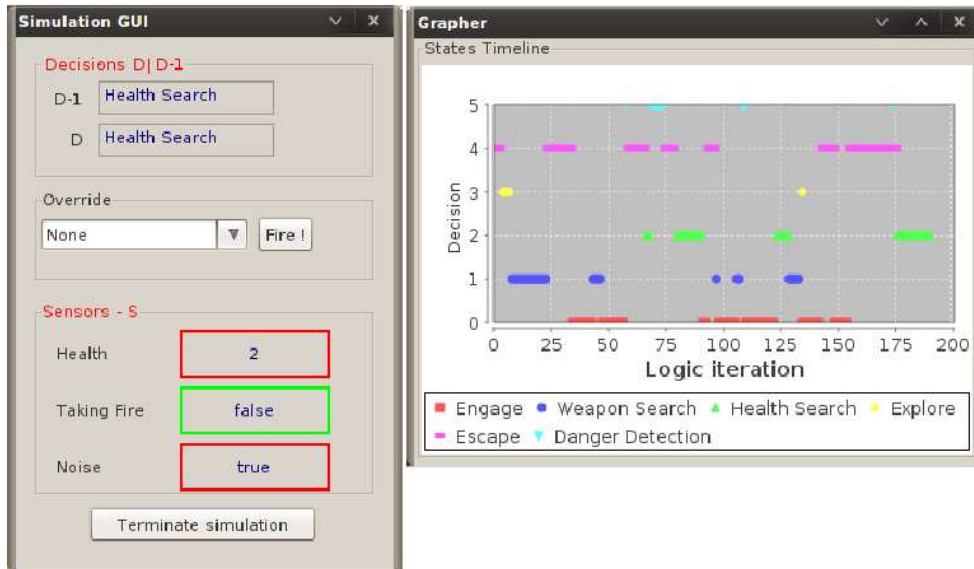 Simulation GUI
Decisions D|D-1
D-1 Health Search
D Health Search
Override
None Fire !
Sensors - S
Health 2
Taking Fire false
Noise true
Terminate simulation
Grapher
States Timeline
5
4
3
2
1
0
Decision
0 25 50 75 100 125 150 175 200
Logic iteration
Engage Weapon Search Health Search Explore
Escape Danger Detection